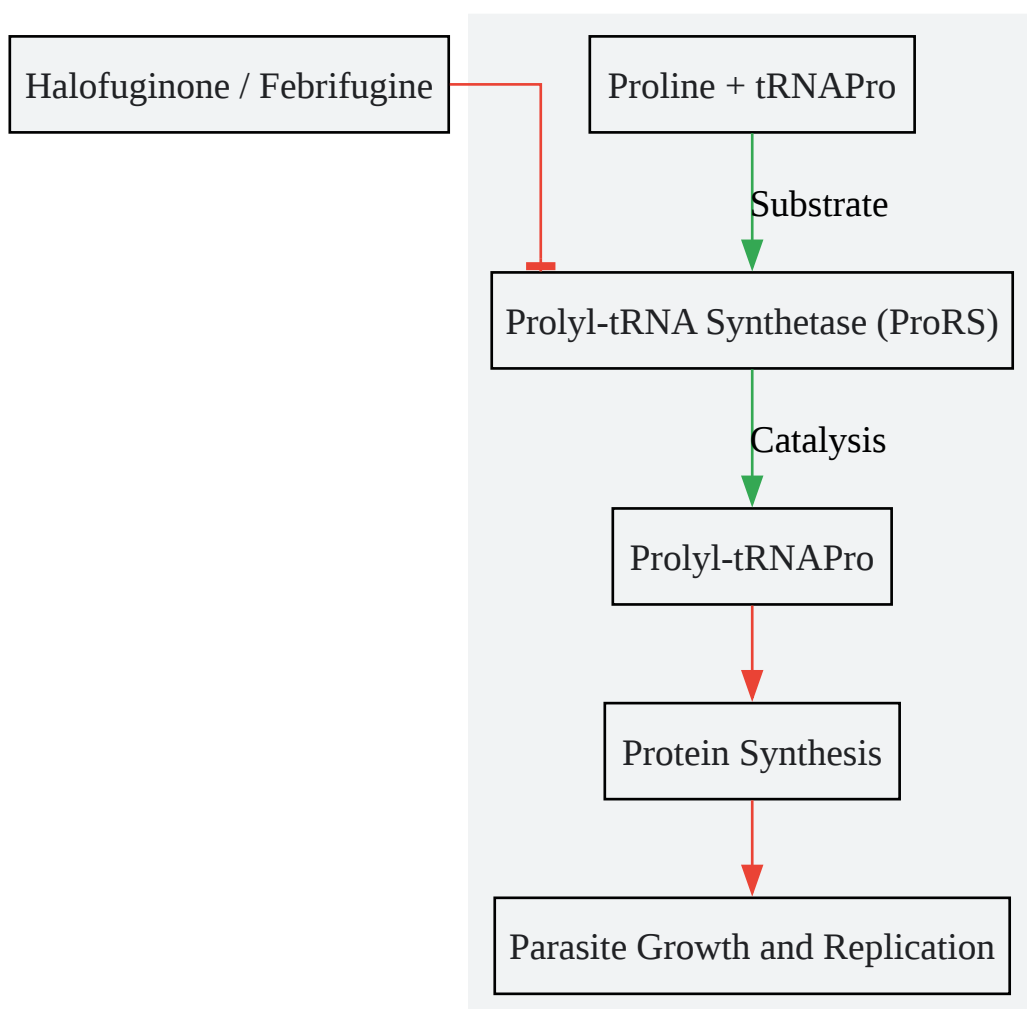 Halofuginone / Febrifugine
Proline + tRNAPro
Substrate
Prolyl-tRNA Synthetase (ProRS)
Catalysis
Prolyl-tRNAPro
Protein Synthesis
Parasite Growth and Replication